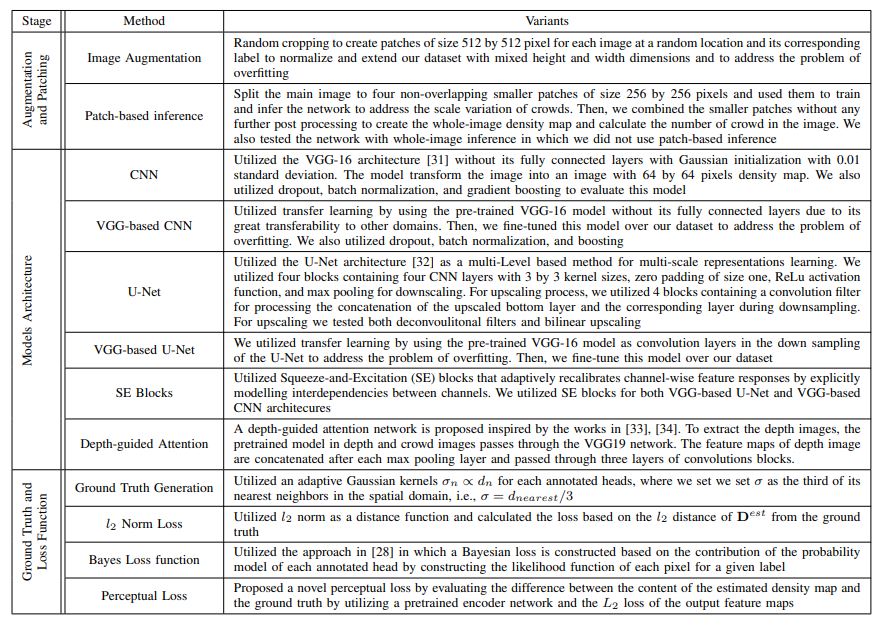 Stage Method Variants
Augmentation
and Patching
Image Augmentation
Random cropping to create patches of size 512 by 512 pixel for each image at a random location and its corresponding
label to normalize and extend our dataset with mixed height and width dimensions and to address the problem of
overfitting
Patch-based inference
Split the main image to four non-overlapping smaller patches of size 256 by 256 pixels and used them to train
and infer the network to address the scale variation of crowds. Then, we combined the smaller patches without any
further post processing to create the whole-image density map and calculate the number of crowd in the image. We
also tested the network with whole-image inference in which we did not use patch-based inference
Models Architecture
CNN
Utilized the VGG-16 architecture [31] without its fully connected layers with Gaussian initialization with 0.01
standard deviation. The model transform the image into an image with 64 by 64 pixels density map. We also
utilized dropout, batch normalization, and gradient boosting to evaluate this model
VGG-based CNN
Utilized transfer learning by using the pre-trained VGG-16 model without its fully connected layers due to its
great transferability to other domains. Then, we fine-tuned this model over our dataset to address the problem of
overfitting. We also utilized dropout, batch normalization, and boosting
U-Net
Utilized the U-Net architecture [32] as a multi-Level based method for multi-scale representations learning. We
utilized four blocks containing four CNN layers with 3 by 3 kernel sizes, zero padding of size one, ReLu activation
function, and max pooling for downscaling. For upscaling process, we utilized 4 blocks containing a convolution filter
for processing the concatenation of the upscaled bottom layer and the corresponding layer during downsampling.
For upscaling we tested both deconvoulitonal filters and bilinear upscaling
VGG-based U-Net
We utilized transfer learning by using the pre-trained VGG-16 model as convolution layers in the down sampling
of the U-Net to address the problem of overfitting. Then, we fine-tune this model over our dataset
SE Blocks
Utilized Squeeze-and-Excitation (SE) blocks that adaptively recalibrates channel-wise feature responses by explicitly
modelling interdependencies between channels. We utilized SE blocks for both VGG-based U-Net and VGG-based
CNN architecures
Depth-guided Attention
A depth-guided attention network is proposed inspired by the works in [33], [34]. To extract the depth images, the
pretrained model in depth and crowd images passes through the VGG19 network. The feature maps of depth image
are concatenated after each max pooling layer and passed through three layers of convolutions blocks.
Ground Truth and
Loss Function
Ground Truth Generation
Utilized an adaptive Gaussian kernels σₙ ∝ dₙ for each annotated heads, where we set we set σ as the third of its
nearest neighbors in the spatial domain, i.e., σ = d_nearest/3
l₂ Norm Loss
Utilized l₂ norm as a distance function and calculated the loss based on the l₂ distance of D^est from the ground
truth
Bayes Loss function
Utilized the approach in [28] in which a Bayesian loss is constructed based on the contribution of the probability
model of each annotated head by constructing the likelihood function of each pixel for a given label
Perceptual Loss
Proposed a novel perceptual loss by evaluating the difference between the content of the estimated density map and
the ground truth by utilizing a pretrained encoder network and the L₂ loss of the output feature maps